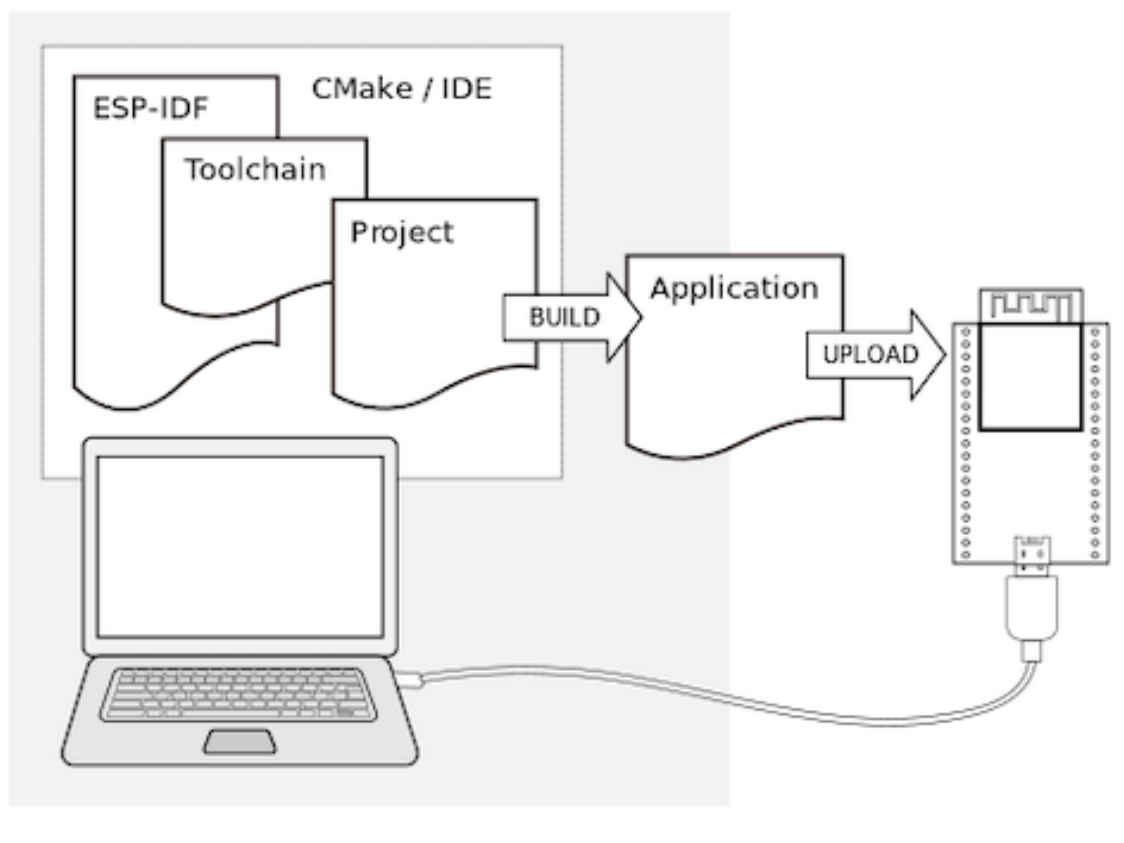 CMake / IDE
ESP-IDF
Toolchain
Project
BUILD
Application
UPLOAD